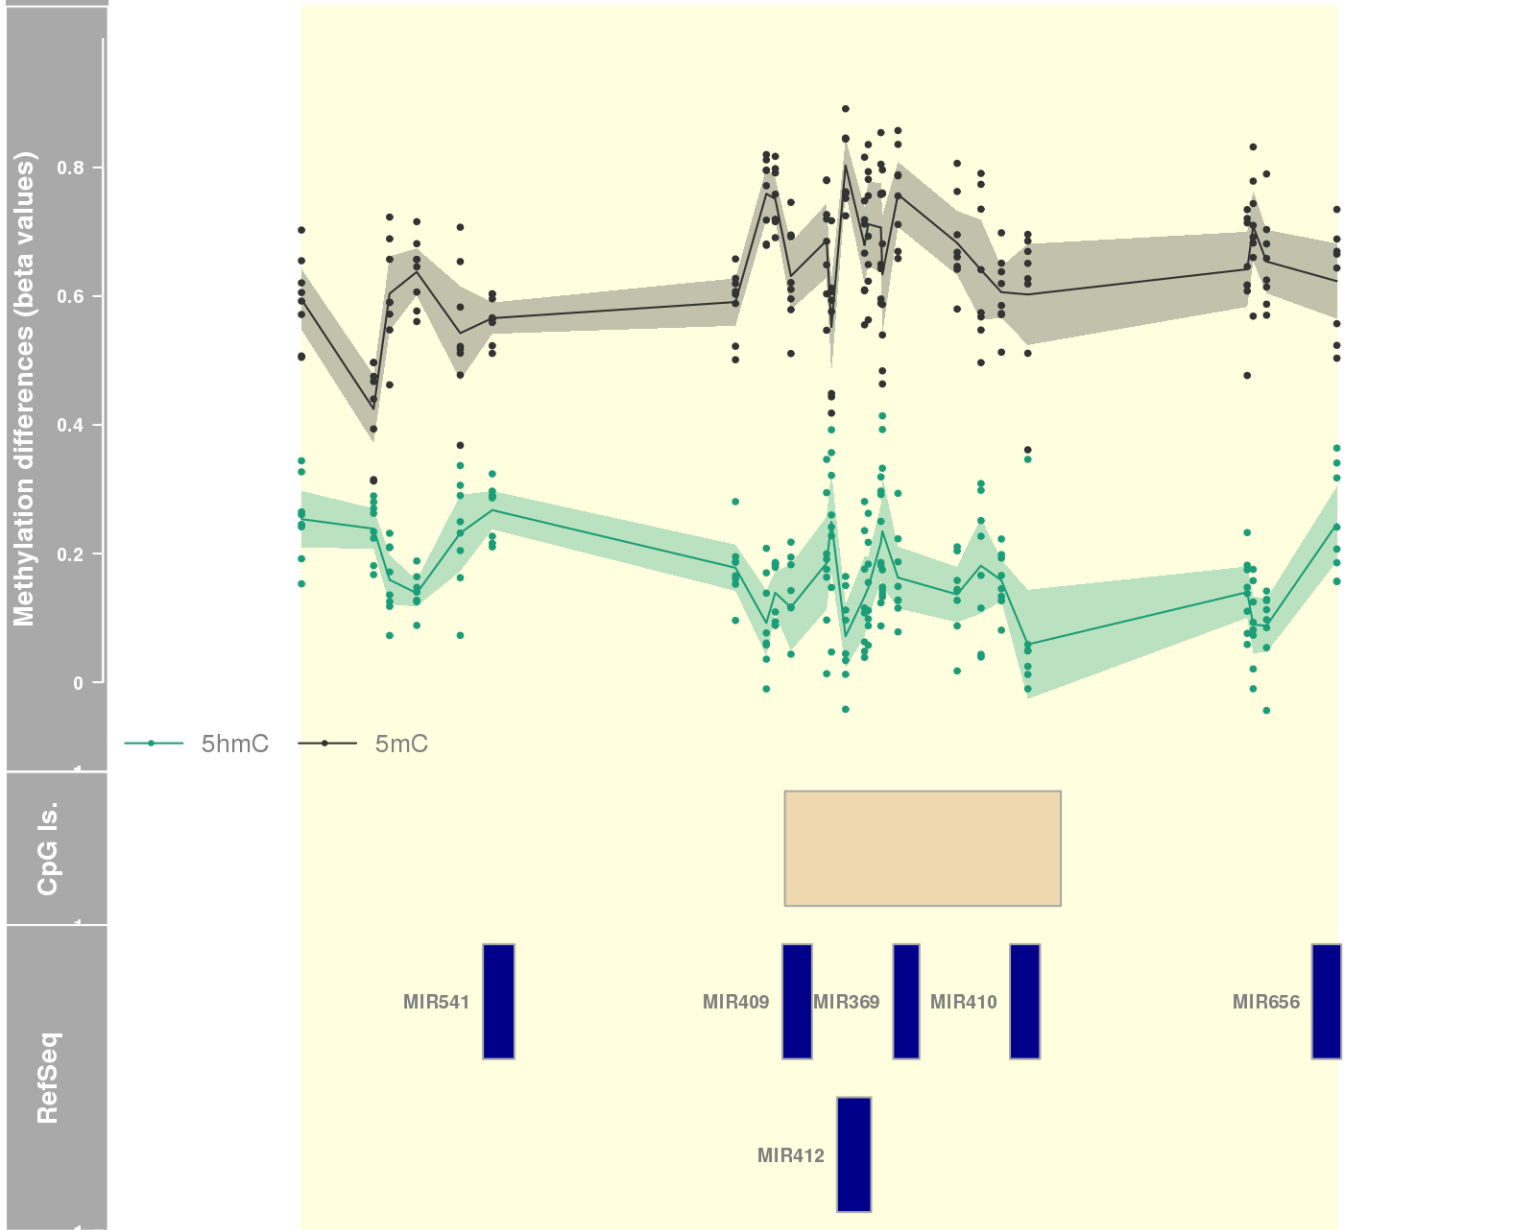 Methylation differences (beta values)
0.8
0.6
0.4
0.2
0
5hmC 5mC
CpG Is.
RefSeq
MIR541 MIR409 MIR369 MIR410 MIR656
MIR412